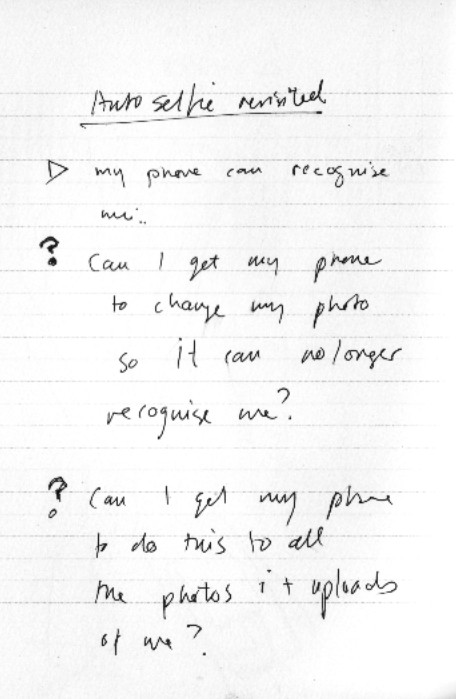 Auto selfie revisited
▷ my phone can recognise
me..
? Can I get my phone
to change my photo
so it can no longer
recognise me?
? Can I get my phone
to do this to all
the photos it uploads
of me?